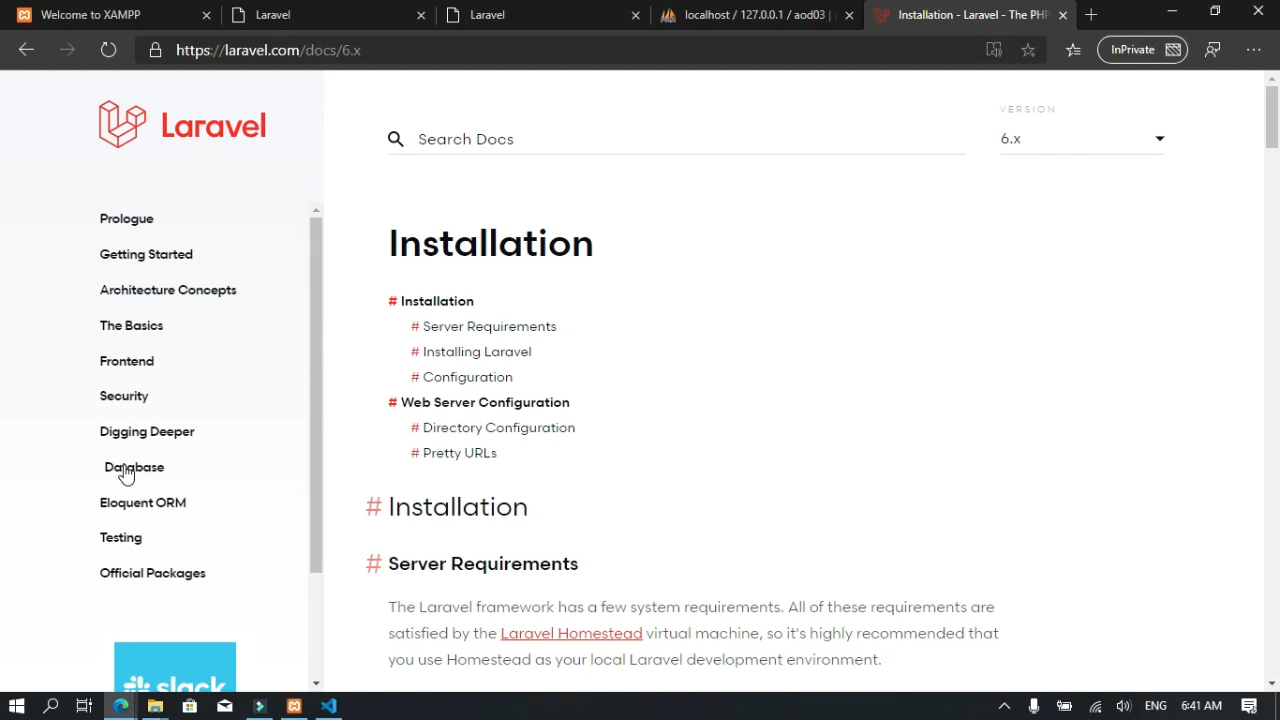 Welcome to XAMPP
Laravel
Laravel
localhost / 127.0.0.1 / aod03 |
Installation - Laravel - The PHP
https://laravel.com/docs/6.x
InPrivate
Laravel
Search Docs
VERSION
6.x
Prologue
Getting Started
Architecture Concepts
The Basics
Frontend
Security
Digging Deeper
Database
Eloquent ORM
Testing
Official Packages
slack
Installation
# Installation
# Server Requirements
# Installing Laravel
# Configuration
# Web Server Configuration
# Directory Configuration
# Pretty URLs
# Installation
# Server Requirements
The Laravel framework has a few system requirements. All of these requirements are
satisfied by the Laravel Homestead virtual machine, so it's highly recommended that
you use Homestead as your local Laravel development environment.
ENG
6:41 AM